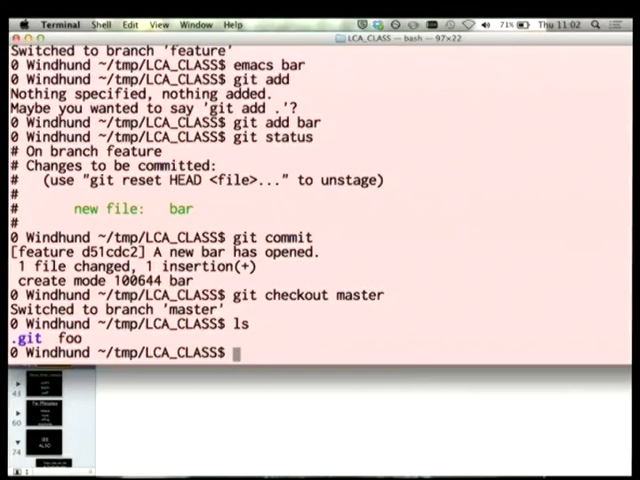 Terminal Shell Edit View Window Help 71% Thu 11:02
LCA_CLASS — bash — 97×22
Switched to branch 'feature'
0 Windhund ~/tmp/LCA_CLASS$ emacs bar
0 Windhund ~/tmp/LCA_CLASS$ git add
Nothing specified, nothing added.
Maybe you wanted to say 'git add .'?
0 Windhund ~/tmp/LCA_CLASS$ git add bar
0 Windhund ~/tmp/LCA_CLASS$ git status
# On branch feature
# Changes to be committed:
#   (use "git reset HEAD <file>..." to unstage)
#
#       new file:   bar
#
0 Windhund ~/tmp/LCA_CLASS$ git commit
[feature d51cdc2] A new bar has opened.
 1 file changed, 1 insertion(+)
 create mode 100644 bar
0 Windhund ~/tmp/LCA_CLASS$ git checkout master
Switched to branch 'master'
0 Windhund ~/tmp/LCA_CLASS$ ls
.git  foo
0 Windhund ~/tmp/LCA_CLASS$
43
60
74
SEE
ALSO